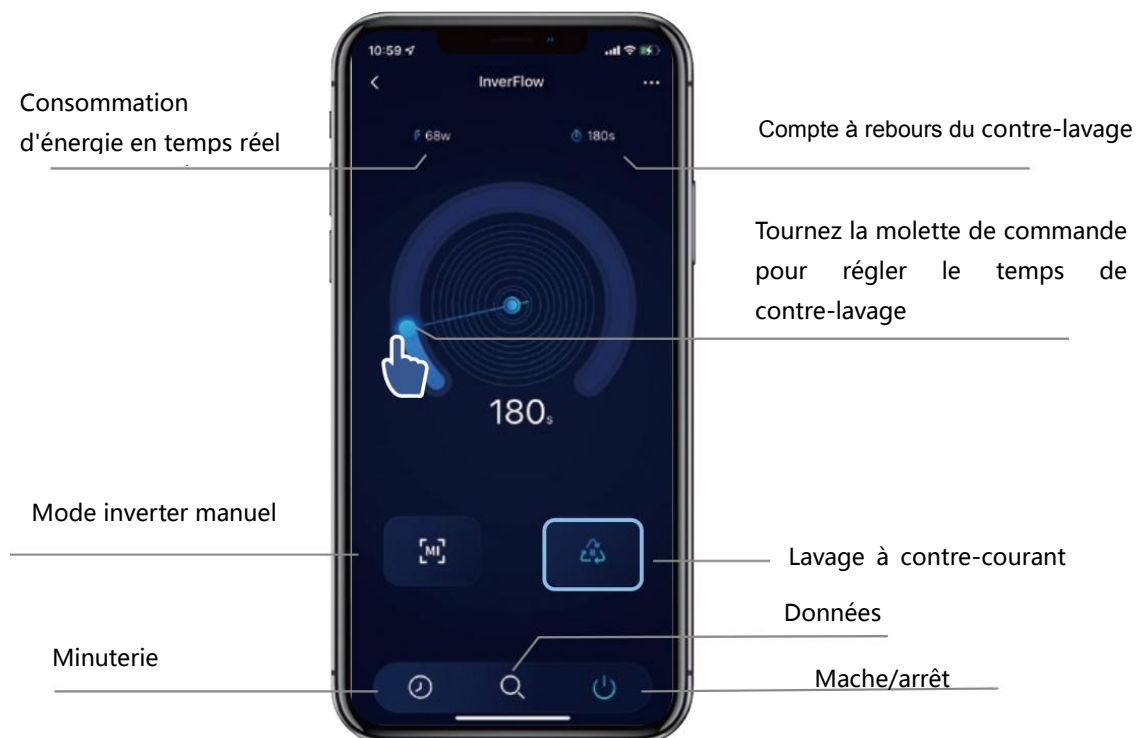 10:59
InverFlow
Consommation
d'énergie en temps réel
68w
180s
Compte à rebours du contre-lavage
Tournez la molette de commande
pour régler le temps de
contre-lavage
180s
Mode inverter manuel
MI
Lavage à contre-courant
Données
Minuterie
Mache/arrêt